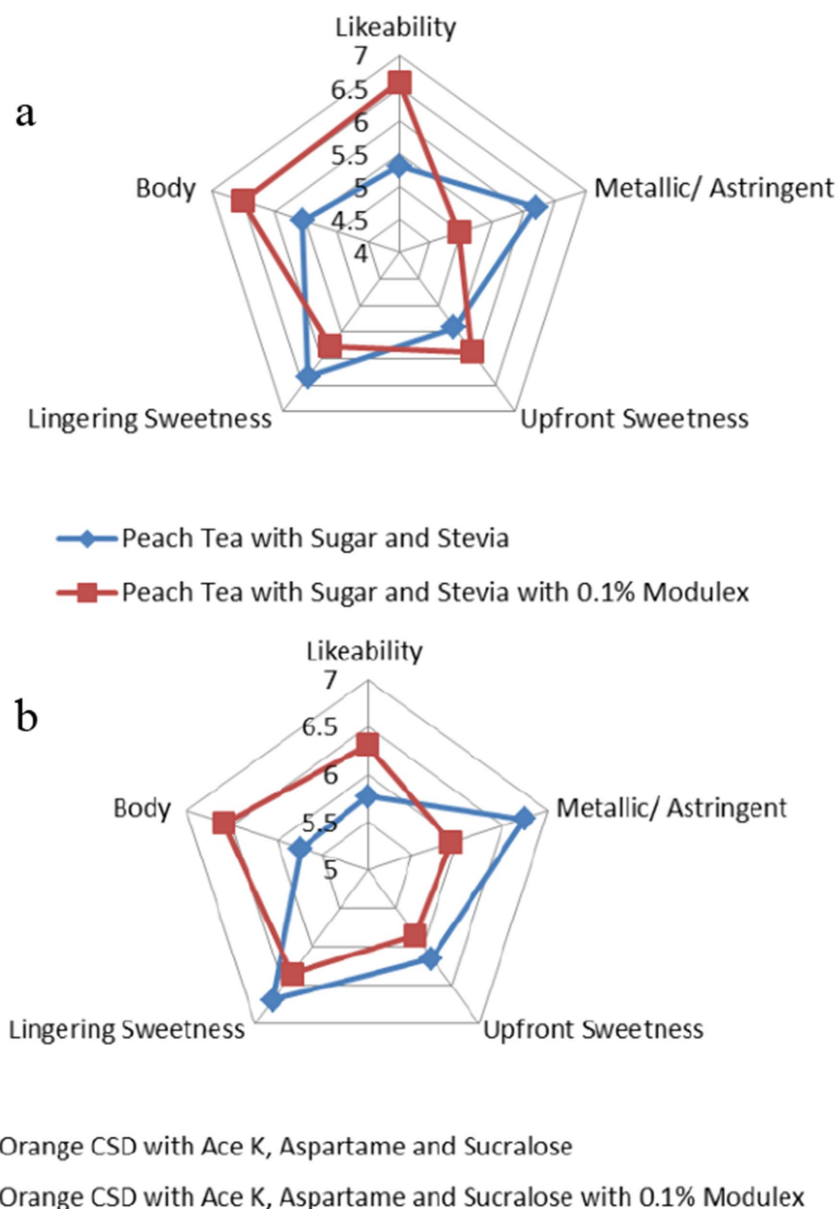 Likeability
7
a
6.5
6
5.5
Body
5
Metallic/ Astringent
4.5
4
Lingering Sweetness
Upfront Sweetness
Peach Tea with Sugar and Stevia
Peach Tea with Sugar and Stevia with 0.1% Modulex
Likeability
7
b
6.5
6
Body
Metallic/ Astringent
5.5
5
Lingering Sweetness
Upfront Sweetness
Orange CSD with Ace K, Aspartame and Sucralose
Orange CSD with Ace K, Aspartame and Sucralose with 0.1% Modulex